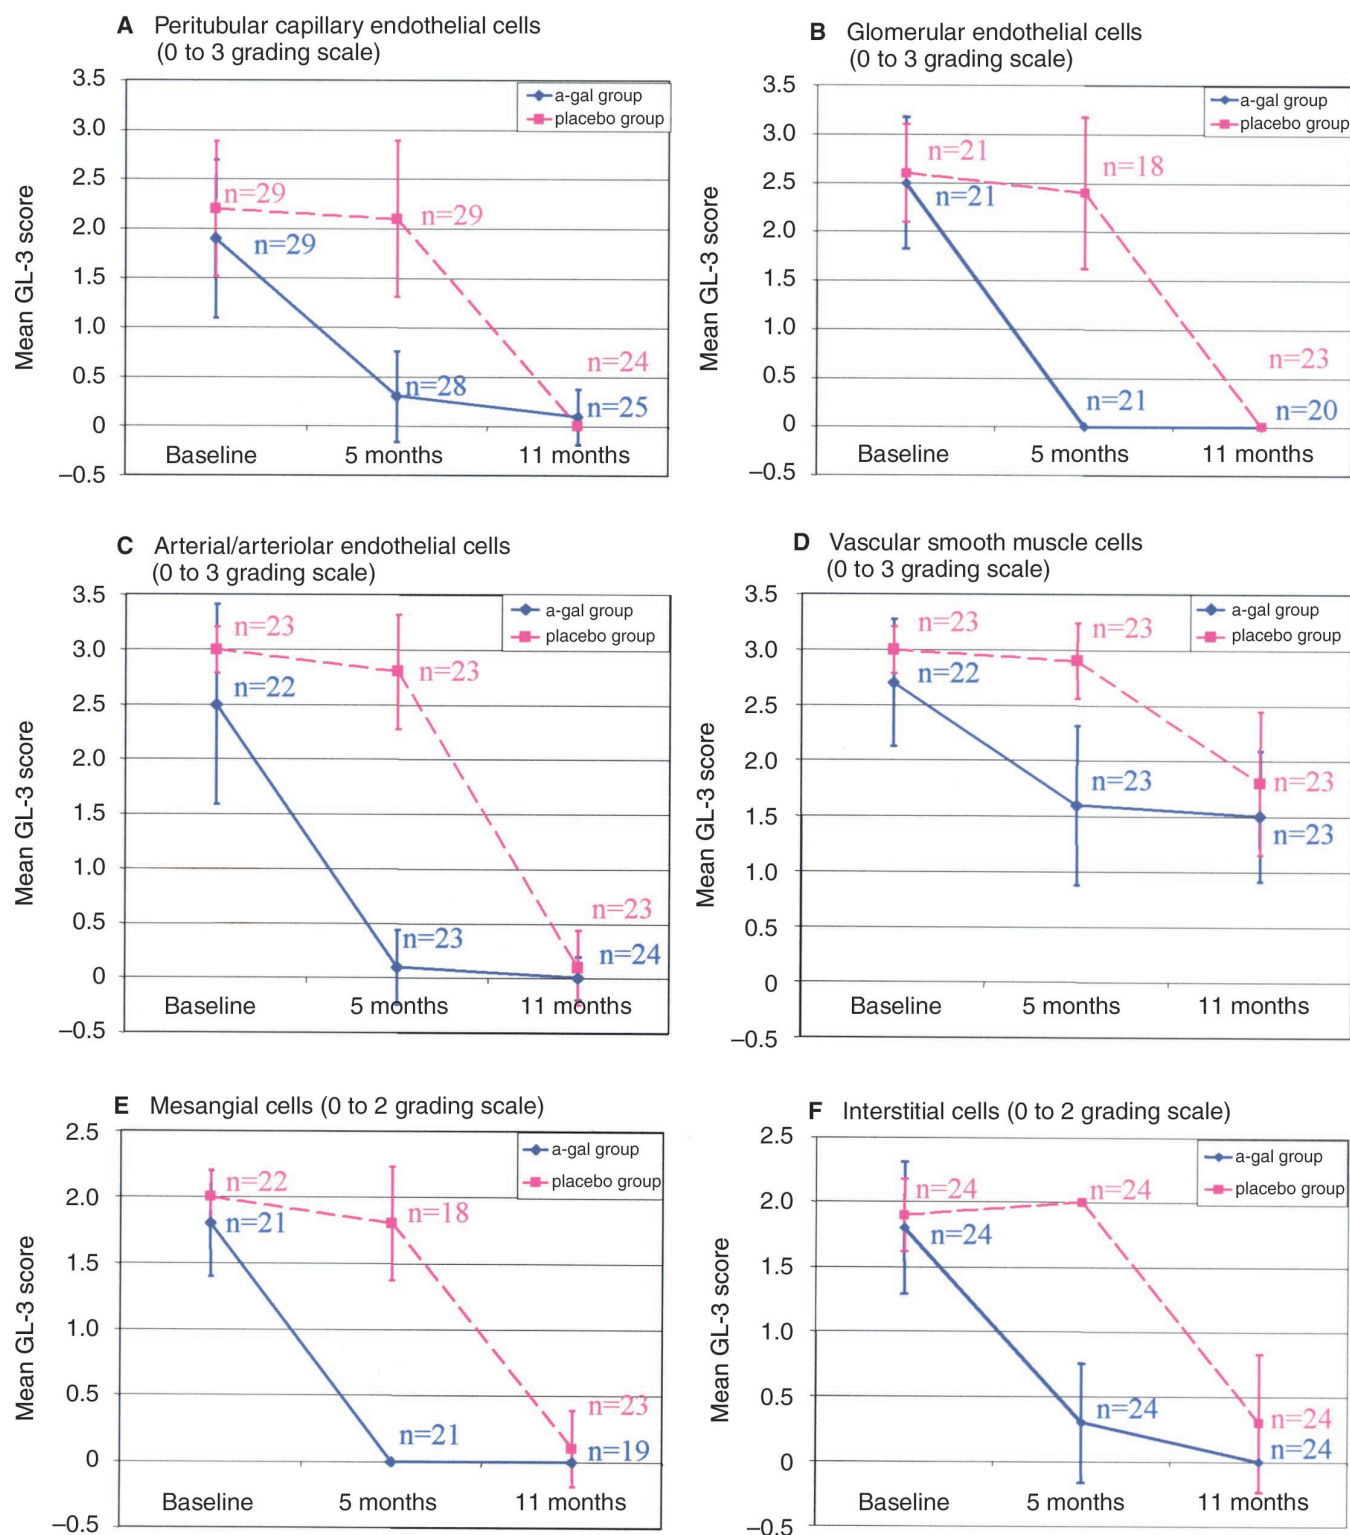 A Peritubular capillary endothelial cells
(0 to 3 grading scale)
3.5
3.0
2.5
2.0
1.5
1.0
0.5
0
–0.5
Mean GL-3 score
a-gal group
placebo group
n=29
n=29
n=29
n=28
n=24
n=25
Baseline
5 months
11 months
B Glomerular endothelial cells
(0 to 3 grading scale)
3.5
3.0
2.5
2.0
1.5
1.0
0.5
0
–0.5
Mean GL-3 score
a-gal group
placebo group
n=21
n=21
n=18
n=21
n=23
n=20
Baseline
5 months
11 months
C Arterial/arteriolar endothelial cells
(0 to 3 grading scale)
3.5
3.0
2.5
2.0
1.5
1.0
0.5
0
–0.5
Mean GL-3 score
a-gal group
placebo group
n=23
n=22
n=23
n=23
n=23
n=24
Baseline
5 months
11 months
D Vascular smooth muscle cells
(0 to 3 grading scale)
3.5
3.0
2.5
2.0
1.5
1.0
0.5
0
–0.5
Mean GL-3 score
a-gal group
placebo group
n=23
n=22
n=23
n=23
n=23
n=23
Baseline
5 months
11 months
E Mesangial cells (0 to 2 grading scale)
2.5
2.0
1.5
1.0
0.5
0
–0.5
Mean GL-3 score
a-gal group
placebo group
n=22
n=21
n=18
n=21
n=23
n=19
Baseline
5 months
11 months
F Interstitial cells (0 to 2 grading scale)
2.5
2.0
1.5
1.0
0.5
0
–0.5
Mean GL-3 score
a-gal group
placebo group
n=24
n=24
n=24
n=24
n=24
n=24
Baseline
5 months
11 months